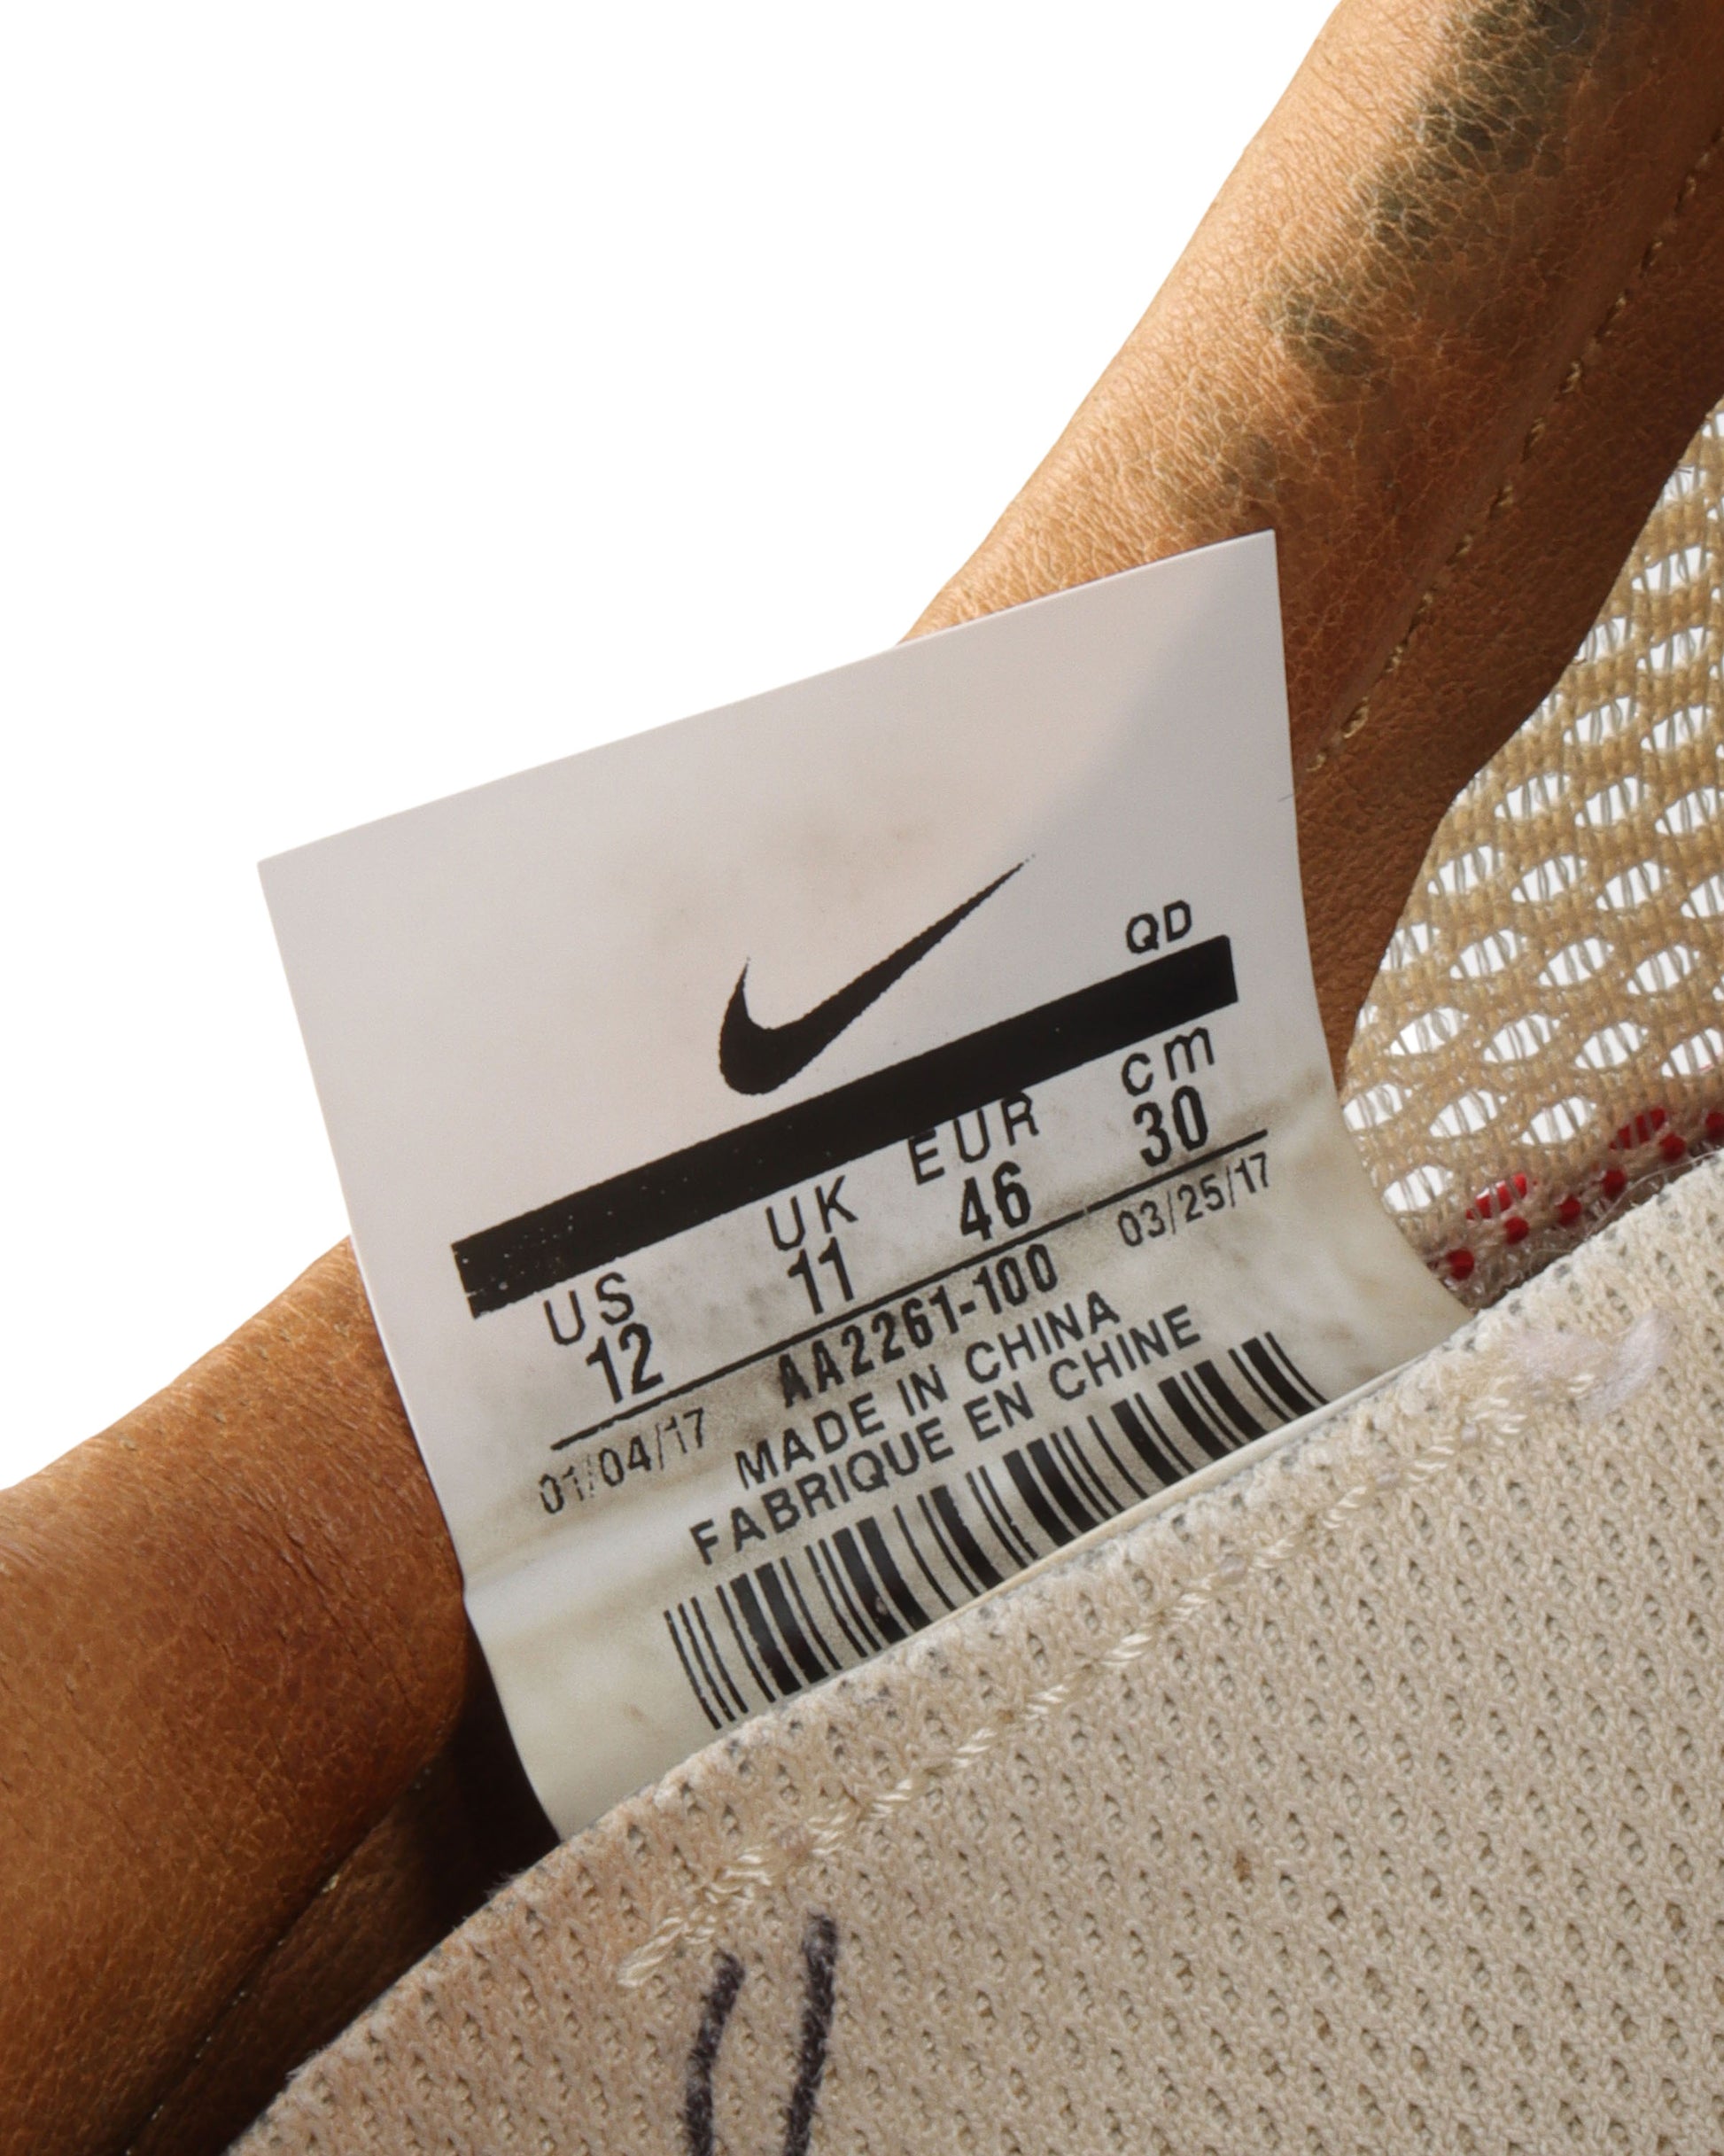 QD
US UK EUR cm
12 11 46 30
01/04/17 AA2261-100 03/25/17
MADE IN CHINA
FABRIQUE EN CHINE